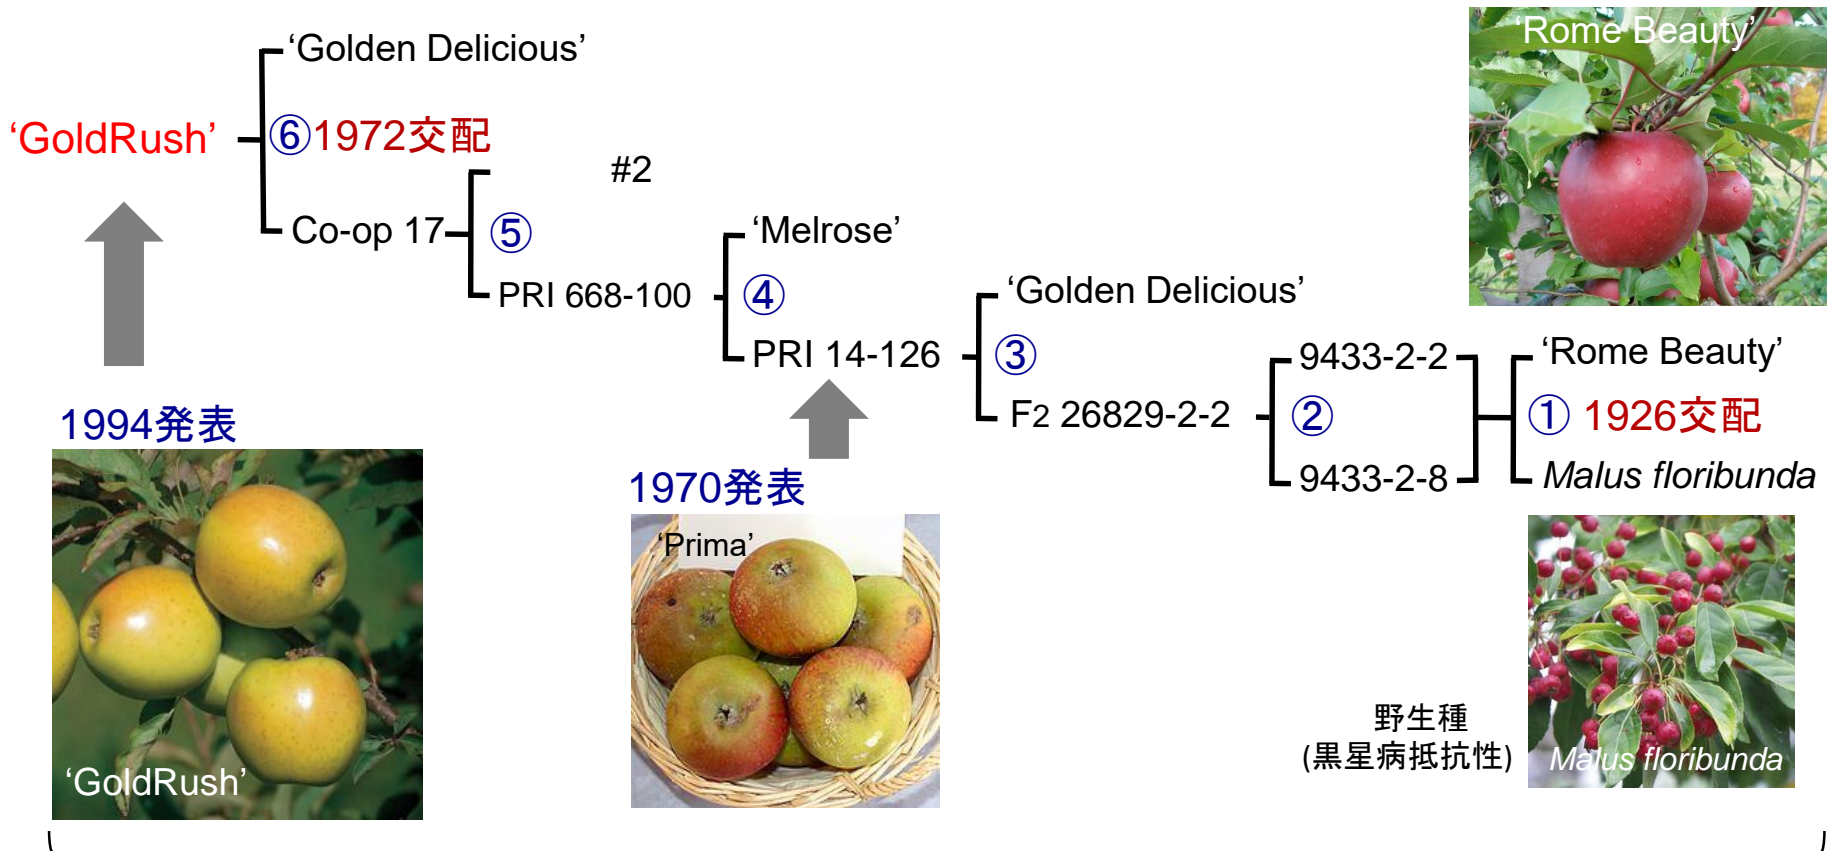 ‘Golden Delicious’
‘GoldRush’
⑥1972交配
#2
Co-op 17
⑤
‘Melrose’
PRI 668-100
④
‘Golden Delicious’
PRI 14-126
③
F2 26829-2-2
9433-2-2
②
9433-2-8
‘Rome Beauty’
‘Rome Beauty’
① 1926交配
Malus floribunda
1994発表
‘GoldRush’
1970発表
‘Prima’
野生種
(黒星病抵抗性)
Malus floribunda